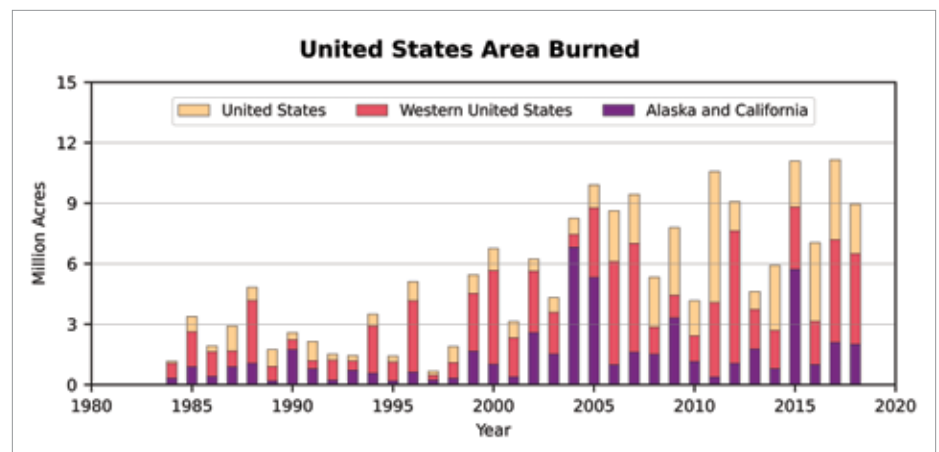 United States Area Burned
15
United States Western United States Alaska and California
12
9
6
3
0
Million Acres
1980 1985 1990 1995 2000 2005 2010 2015 2020
Year